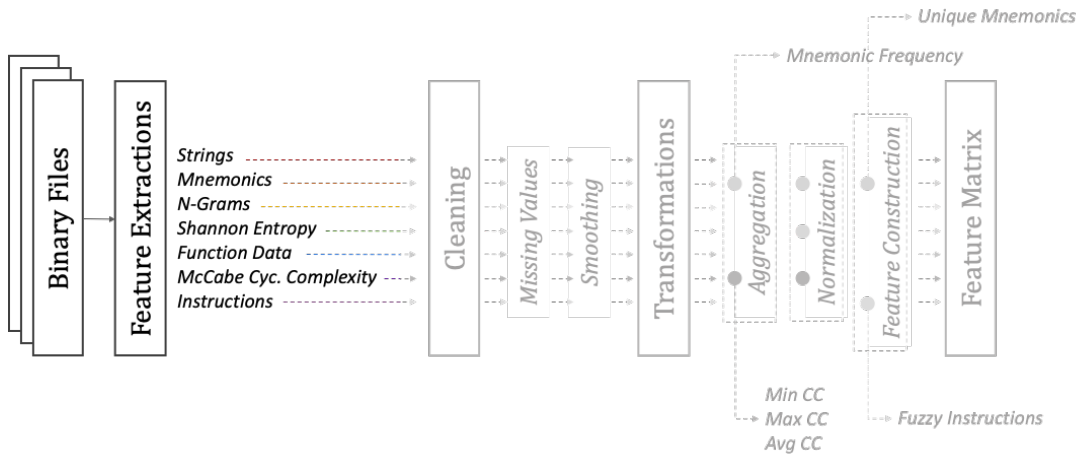 Unique Mnemonics
Mnemonic Frequency
Binary Files
Feature Extractions
Strings
Mnemonics
N-Grams
Shannon Entropy
Function Data
McCabe Cyc. Complexity
Instructions
Cleaning
Missing Values
Smoothing
Transformations
Aggregation
Normalization
Feature Construction
Feature Matrix
Min CC
Max CC
Avg CC
Fuzzy Instructions